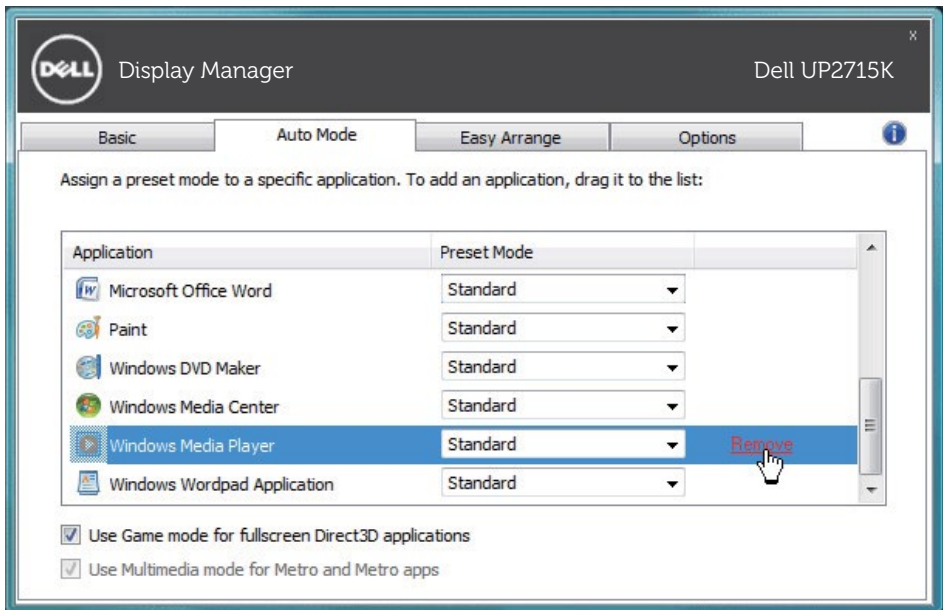 x
DELL Display Manager Dell UP2715K
Basic Auto Mode Easy Arrange Options i
Assign a preset mode to a specific application. To add an application, drag it to the list:
Application Preset Mode
Microsoft Office Word Standard
Paint Standard
Windows DVD Maker Standard
Windows Media Center Standard
Windows Media Player Standard Remove
Windows Wordpad Application Standard
Use Game mode for fullscreen Direct3D applications
Use Multimedia mode for Metro and Metro apps